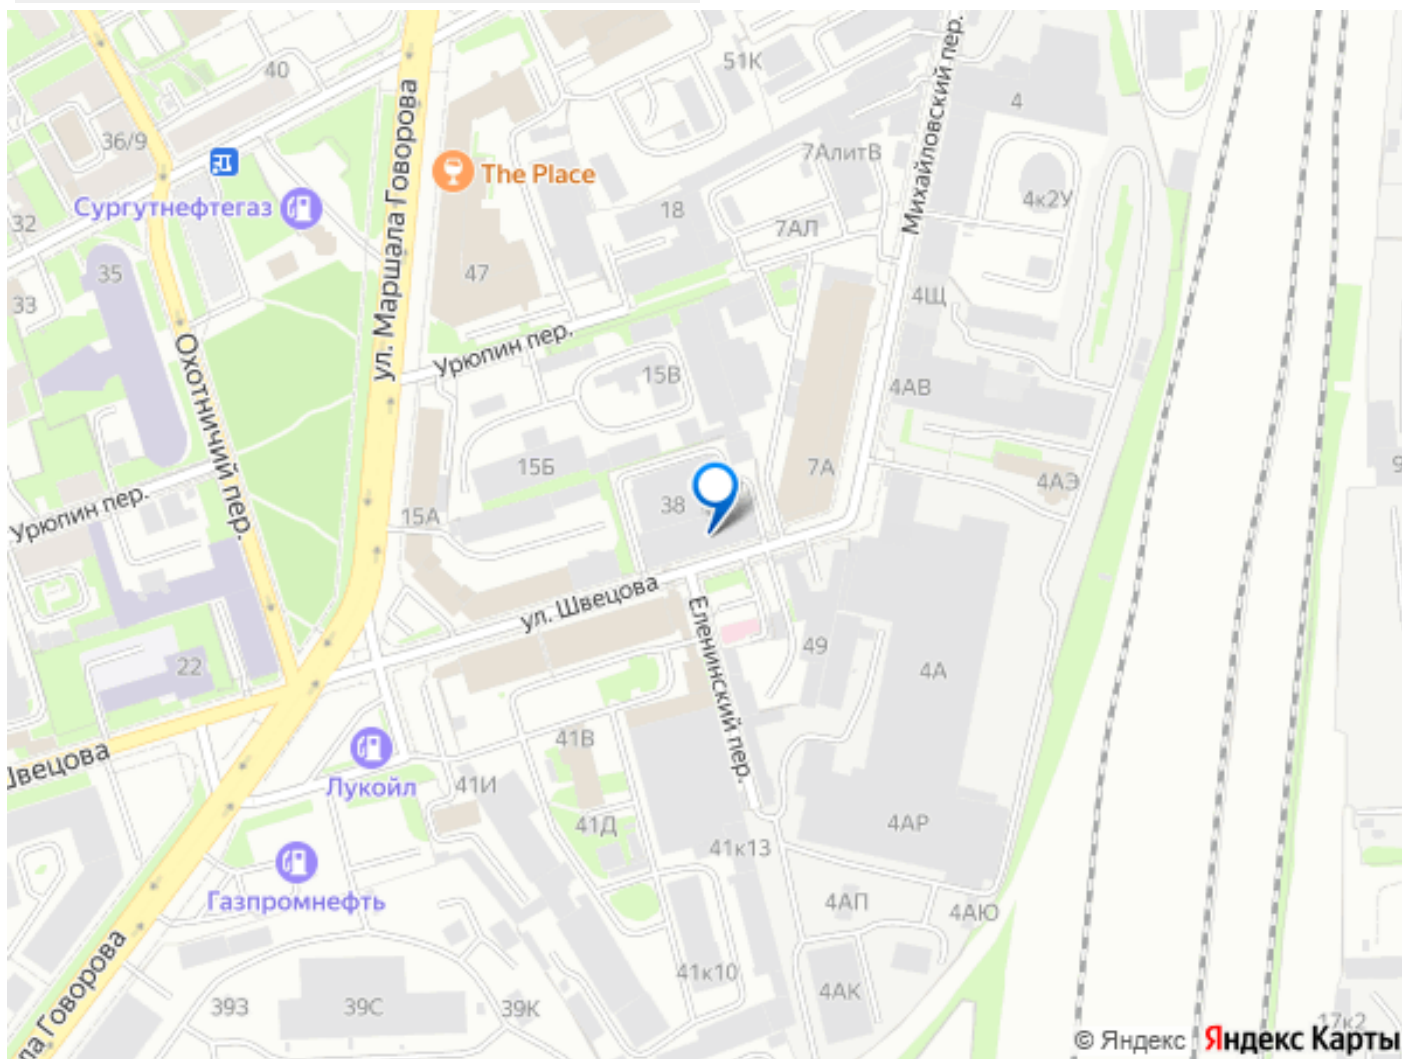 40
51К
Михайловский пер.
36/9
ул. Маршала Говорова
4
7АлитВ
The Place
Сургутнефтегаз
4к2У
32
18
7АЛ
35
47
33
4Щ
Урюпин пер.
Охотничий пер.
15В
4АВ
15Б
7А
4АЭ
9
Урюпин пер.
15А
38
ул. Швецова
Еленинский пер.
22
49
4А
41В
Швецова
Лукойл
41И
41Д
4АР
41к13
Газпромнефть
4АП
4АЮ
ла Говорова
41к10
4АК
39З
39С
39К
17к2
© Яндекс Яндекс Карты